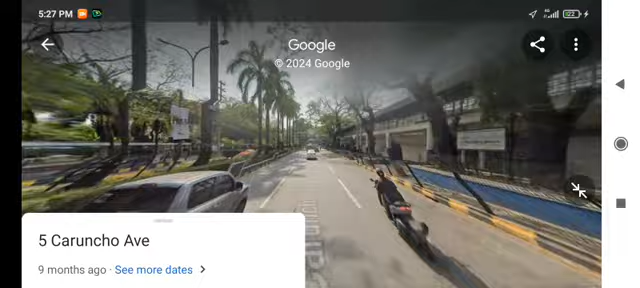 5:27 PM
Google
© 2024 Google
5 Caruncho Ave
9 months ago · See more dates